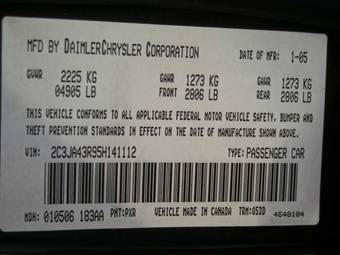 MFD BY DAIMLERCHRYSLER CORPORATION DATE OF MFR: 1-05
GVWR 2225 KG GAWR 1273 KG GAWR 1273 KG
04905 LB FRONT 2806 LB REAR 2806 LB
THIS VEHICLE CONFORMS TO ALL APPLICABLE FEDERAL MOTOR VEHICLE SAFETY, BUMPER AND
THEFT PREVENTION STANDARDS IN EFFECT ON THE DATE OF MANUFACTURE SHOWN ABOVE.
VIN: 2C3JA43R95H141112 TYPE: PASSENGER CAR
MDH: 010506 183AA PNT: PXR VEHICLE MADE IN CANADA TRM: 05DD 4648104